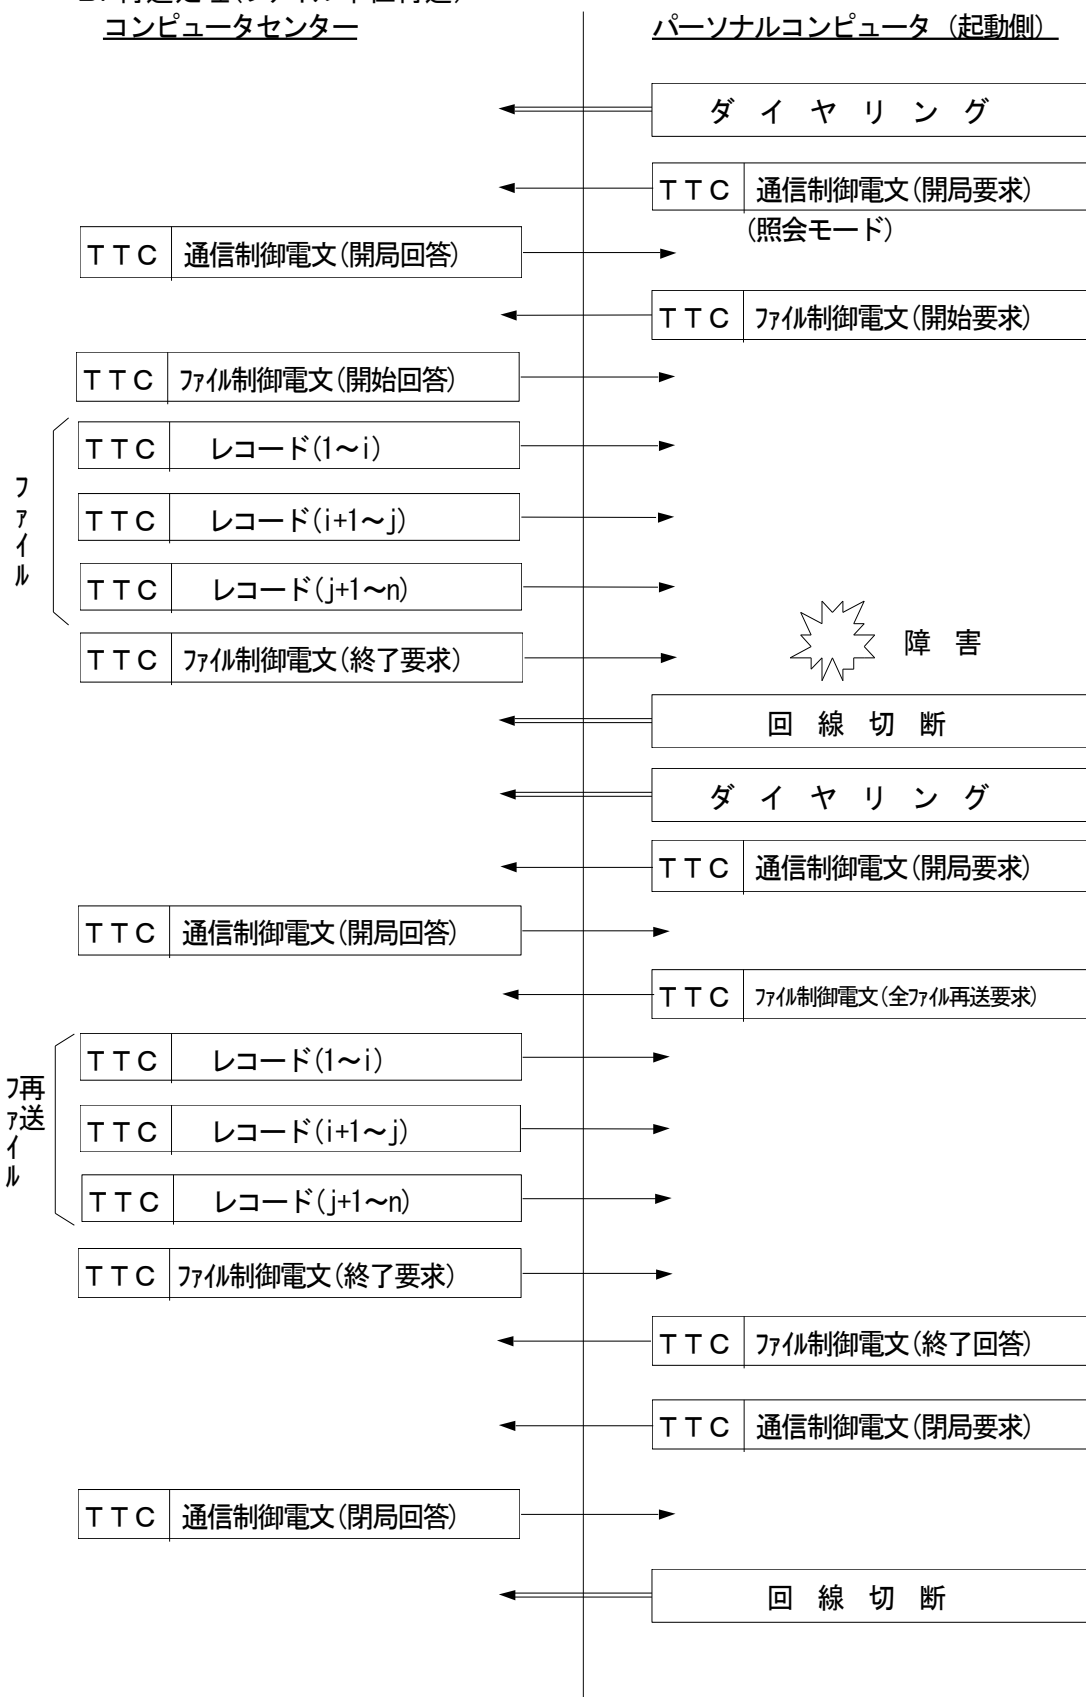 コンピュータセンター
パーソナルコンピュータ（起動側）
ダイヤリング
TTC 通信制御電文(開局要求)
(照会モード)
TTC 通信制御電文(開局回答)
TTC ﾌｧｲﾙ制御電文(開始要求)
TTC ﾌｧｲﾙ制御電文(開始回答)
ファイル
TTC レコード(1～i)
TTC レコード(i+1～j)
TTC レコード(j+1～n)
障害
TTC ﾌｧｲﾙ制御電文(終了要求)
回線切断
ダイヤリング
TTC 通信制御電文(開局要求)
TTC 通信制御電文(開局回答)
TTC ﾌｧｲﾙ制御電文(全ﾌｧｲﾙ再送要求)
再送
ファイル
TTC レコード(1～i)
TTC レコード(i+1～j)
TTC レコード(j+1～n)
TTC ﾌｧｲﾙ制御電文(終了要求)
TTC ﾌｧｲﾙ制御電文(終了回答)
TTC 通信制御電文(閉局要求)
TTC 通信制御電文(閉局回答)
回線切断